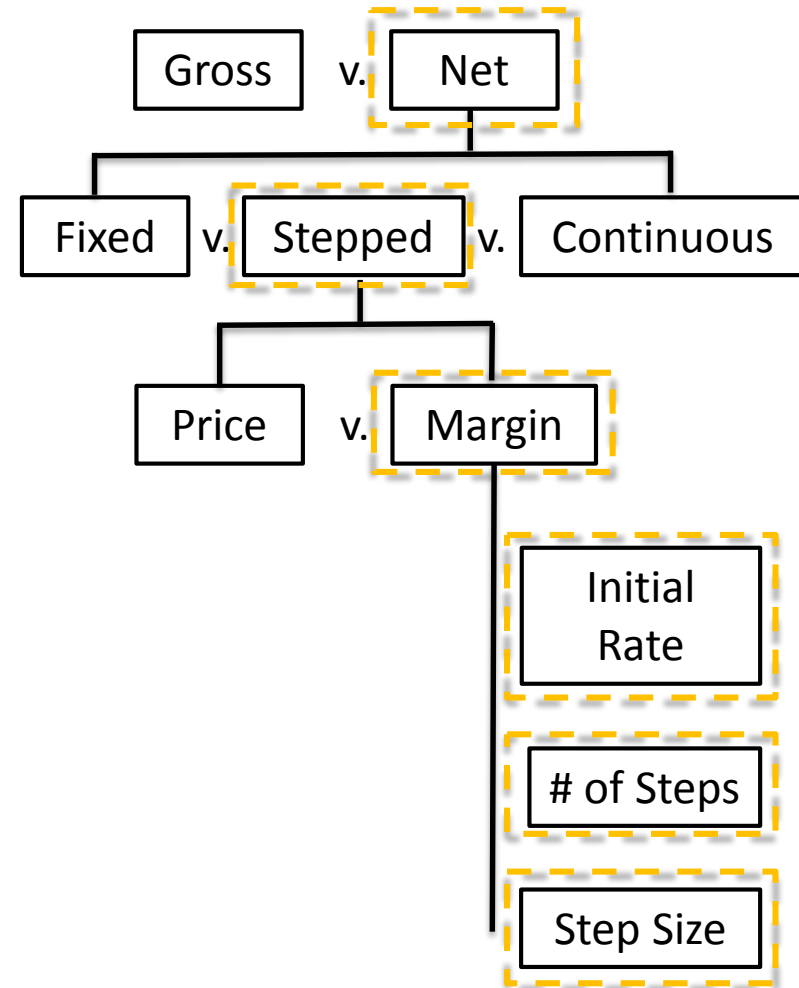 Gross v. Net
Fixed v. Stepped v. Continuous
Price v. Margin
Initial
Rate
# of Steps
Step Size